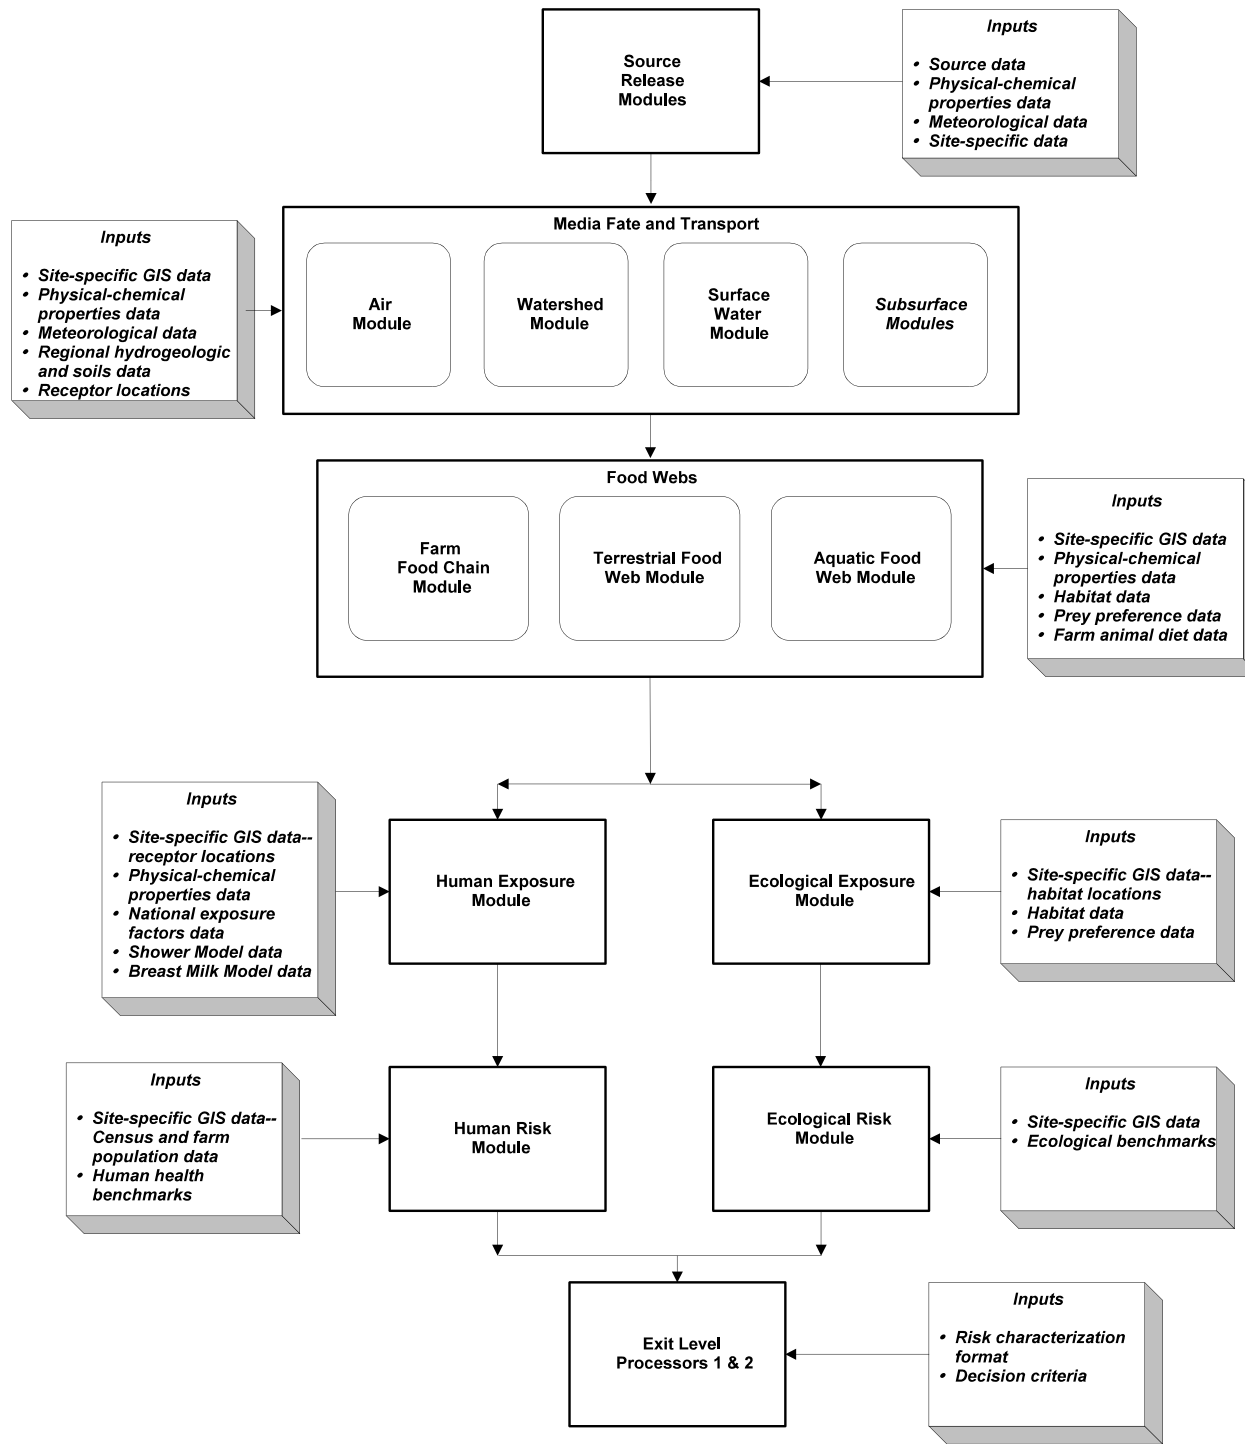 Source
Release
Modules
Inputs
• Source data
• Physical-chemical
properties data
• Meteorological data
• Site-specific data
Inputs
• Site-specific GIS data
• Physical-chemical
properties data
• Meteorological data
• Regional hydrogeologic
and soils data
• Receptor locations
Media Fate and Transport
Air
Module
Watershed
Module
Surface
Water
Module
Subsurface
Modules
Food Webs
Farm
Food Chain
Module
Terrestrial Food
Web Module
Aquatic Food
Web Module
Inputs
• Site-specific GIS data
• Physical-chemical
properties data
• Habitat data
• Prey preference data
• Farm animal diet data
Inputs
• Site-specific GIS data--
receptor locations
• Physical-chemical
properties data
• National exposure
factors data
• Shower Model data
• Breast Milk Model data
Human Exposure
Module
Ecological Exposure
Module
Inputs
• Site-specific GIS data--
habitat locations
• Habitat data
• Prey preference data
Inputs
• Site-specific GIS data--
Census and farm
population data
• Human health
benchmarks
Human Risk
Module
Ecological Risk
Module
Inputs
• Site-specific GIS data
• Ecological benchmarks
Exit Level
Processors 1 & 2
Inputs
• Risk characterization
format
• Decision criteria